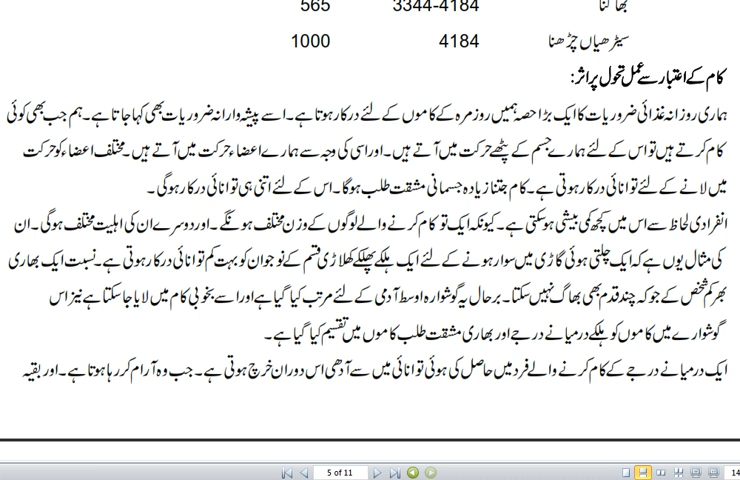 بھاگنا 3344-4184 565
سیڑھیاں چڑھنا 4184 1000
کام کے اعتبار سے عمل تحول پر اثر:
ہماری روزانہ غذائی ضروریات کا ایک بڑا حصہ ہمیں روزمرہ کے کاموں کے لئے درکار ہوتا ہے۔ اسے پیشہ وارانہ ضروریات بھی کہا جاتا ہے۔ ہم جب بھی کوئی
کام کرتے ہیں تو اس کے لئے ہمارے جسم کے پٹھے حرکت میں آتے ہیں۔ اور اسی کی وجہ سے ہمارے اعضاء حرکت میں آتے ہیں۔ مختلف اعضاء کو حرکت
میں لانے کے لئے توانائی درکار ہوتی ہے۔ کام جتنا زیادہ جسمانی مشقت طلب ہوگا۔ اس کے لئے اتنی ہی توانائی درکار ہوگی۔
انفرادی لحاظ سے اس میں کچھ کمی بیشی ہوسکتی ہے۔ کیونکہ ایک تو کام کرنے والے لوگوں کے وزن مختلف ہونگے۔ اور دوسرے ان کی اہلیت مختلف ہوگی۔ ان
کی مثال یوں ہے کہ ایک چلتی ہوئی گاڑی میں سوار ہونے کے لئے ایک ہلکے پھلکے کھلاڑی قسم کے نوجوان کو بہت کم توانائی درکار ہوتی ہے۔ نسبت ایک بھاری
بھر کم شخص کے جو کہ چند قدم بھی بھاگ نہیں سکتا۔ برحال یہ گوشوارہ اوسط آدمی کے لئے مرتب کیا گیا ہے اور اسے بخوبی کام میں لایا جا سکتا ہے نیز اس
گوشوارے میں کاموں کو ہلکے درمیانے درجے اور بھاری مشقت طلب کاموں میں تقسیم کیا گیا ہے۔
ایک درمیانے درجے کے کام کرنے والے فرد میں حاصل کی ہوئی توانائی میں سے آدھی اس دوران خرچ ہوتی ہے۔ جب وہ آرام کر رہا ہوتا ہے۔ اور بقیہ
5 of 11
14